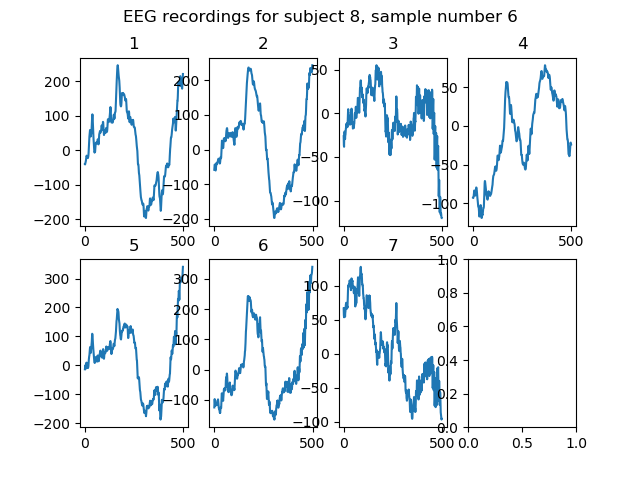 EEG recordings for subject 8, sample number 6
1 2 3 4
200 100 0 −100 −200
200 100 0 −100 −200
50 0 −50 −100
50 0 −50 −100
0 500 0 500 0 500 0 500
5 6 7
300 200 100 0 −100 −200
300 200 100 0 −100
100 50 0 −50 −100
1.0 0.8 0.6 0.4 0.2 0.0
0 500 0 500 0 500 0.0 0.5 1.0